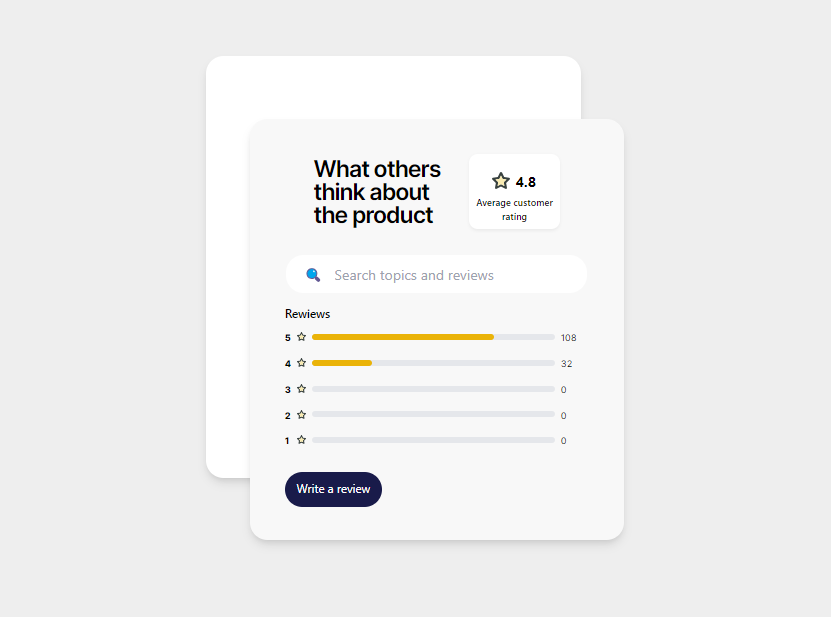 What others
think about
the product
4.8
Average customer
rating
Search topics and reviews
Rewiews
5 108
4 32
3 0
2 0
1 0
Write a review